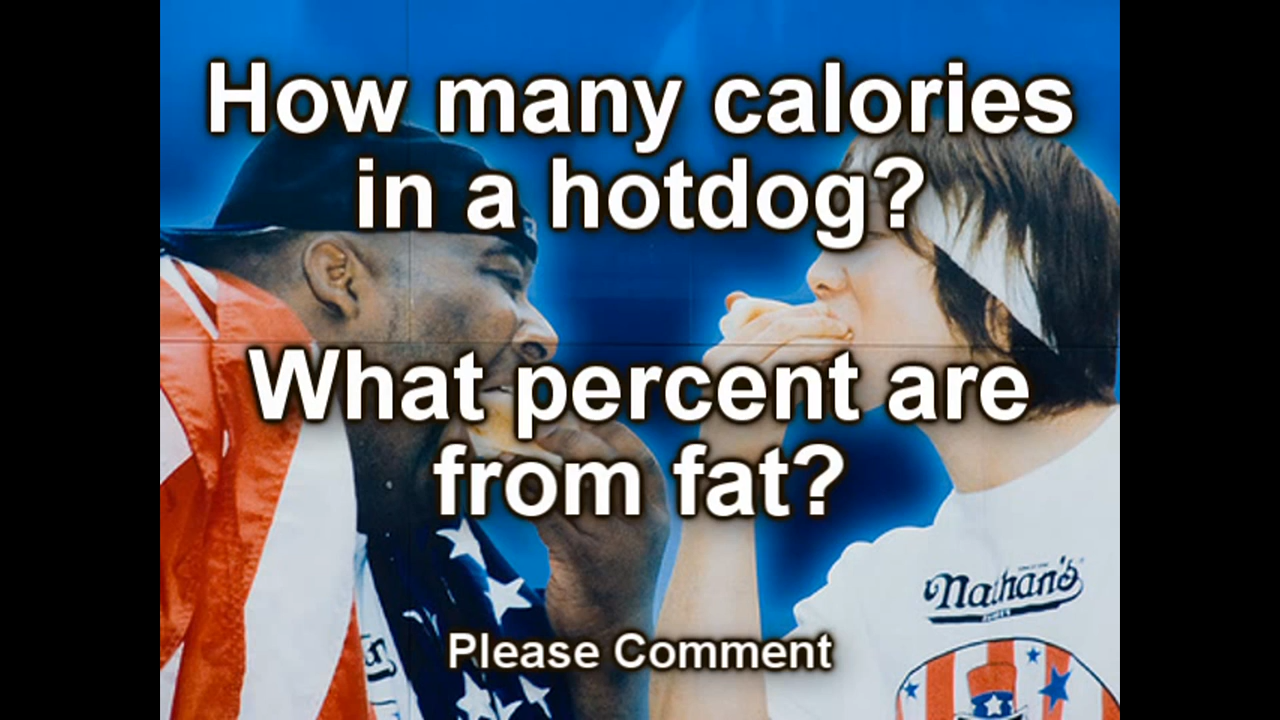 How many calories
in a hotdog?
What percent are
from fat?
Nathan's
Please Comment